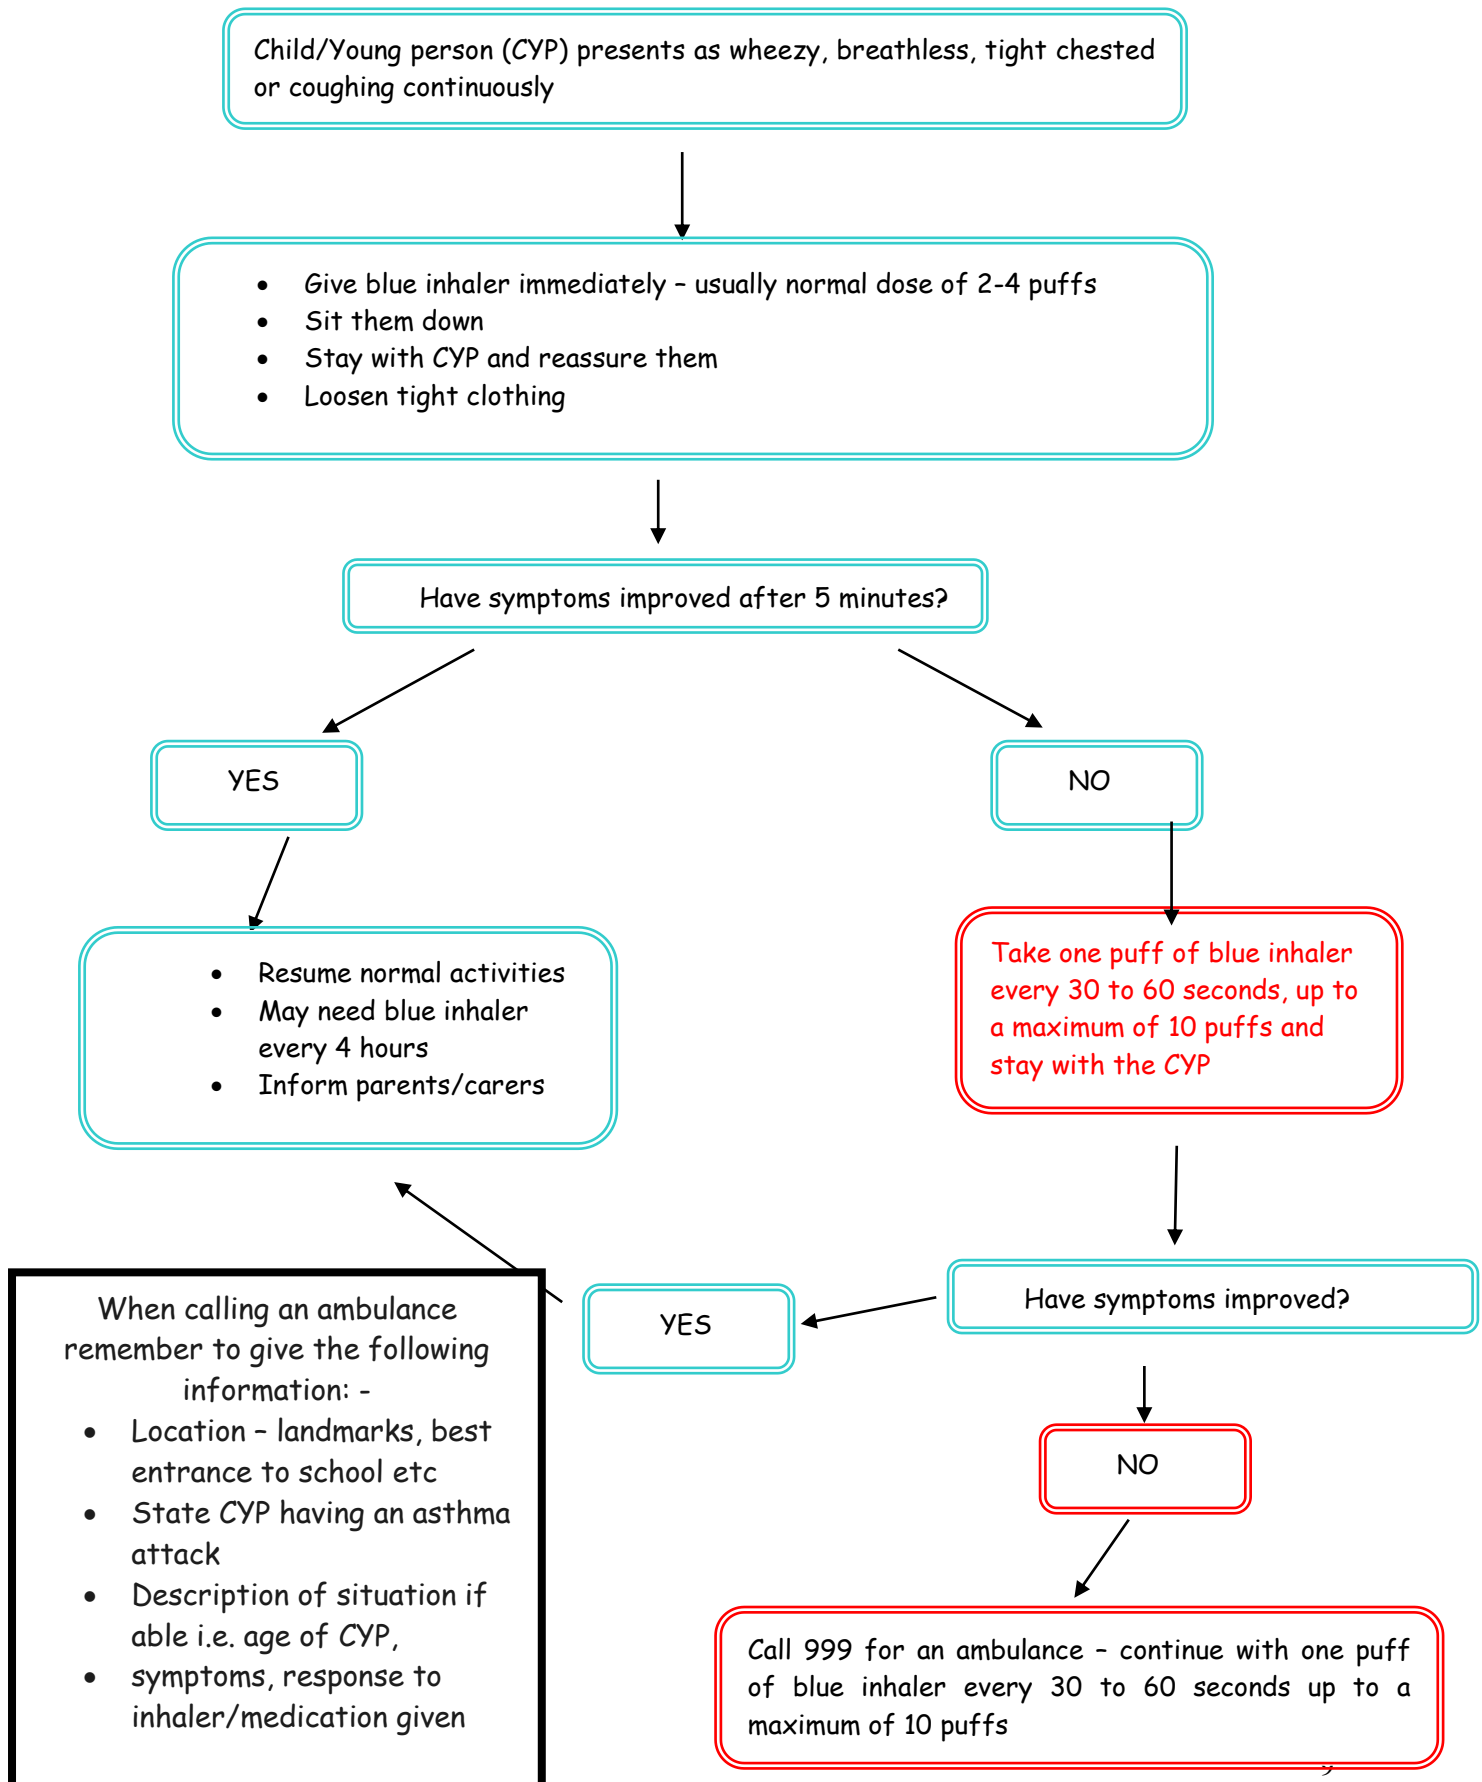 Child/Young person (CYP) presents as wheezy, breathless, tight chested
or coughing continuously
• Give blue inhaler immediately – usually normal dose of 2-4 puffs
• Sit them down
• Stay with CYP and reassure them
• Loosen tight clothing
Have symptoms improved after 5 minutes?
YES
NO
• Resume normal activities
• May need blue inhaler
every 4 hours
• Inform parents/carers
Take one puff of blue inhaler
every 30 to 60 seconds, up to
a maximum of 10 puffs and
stay with the CYP
Have symptoms improved?
YES
NO
When calling an ambulance
remember to give the following
information: -
• Location – landmarks, best
entrance to school etc
• State CYP having an asthma
attack
• Description of situation if
able i.e. age of CYP,
• symptoms, response to
inhaler/medication given
Call 999 for an ambulance – continue with one puff
of blue inhaler every 30 to 60 seconds up to a
maximum of 10 puffs